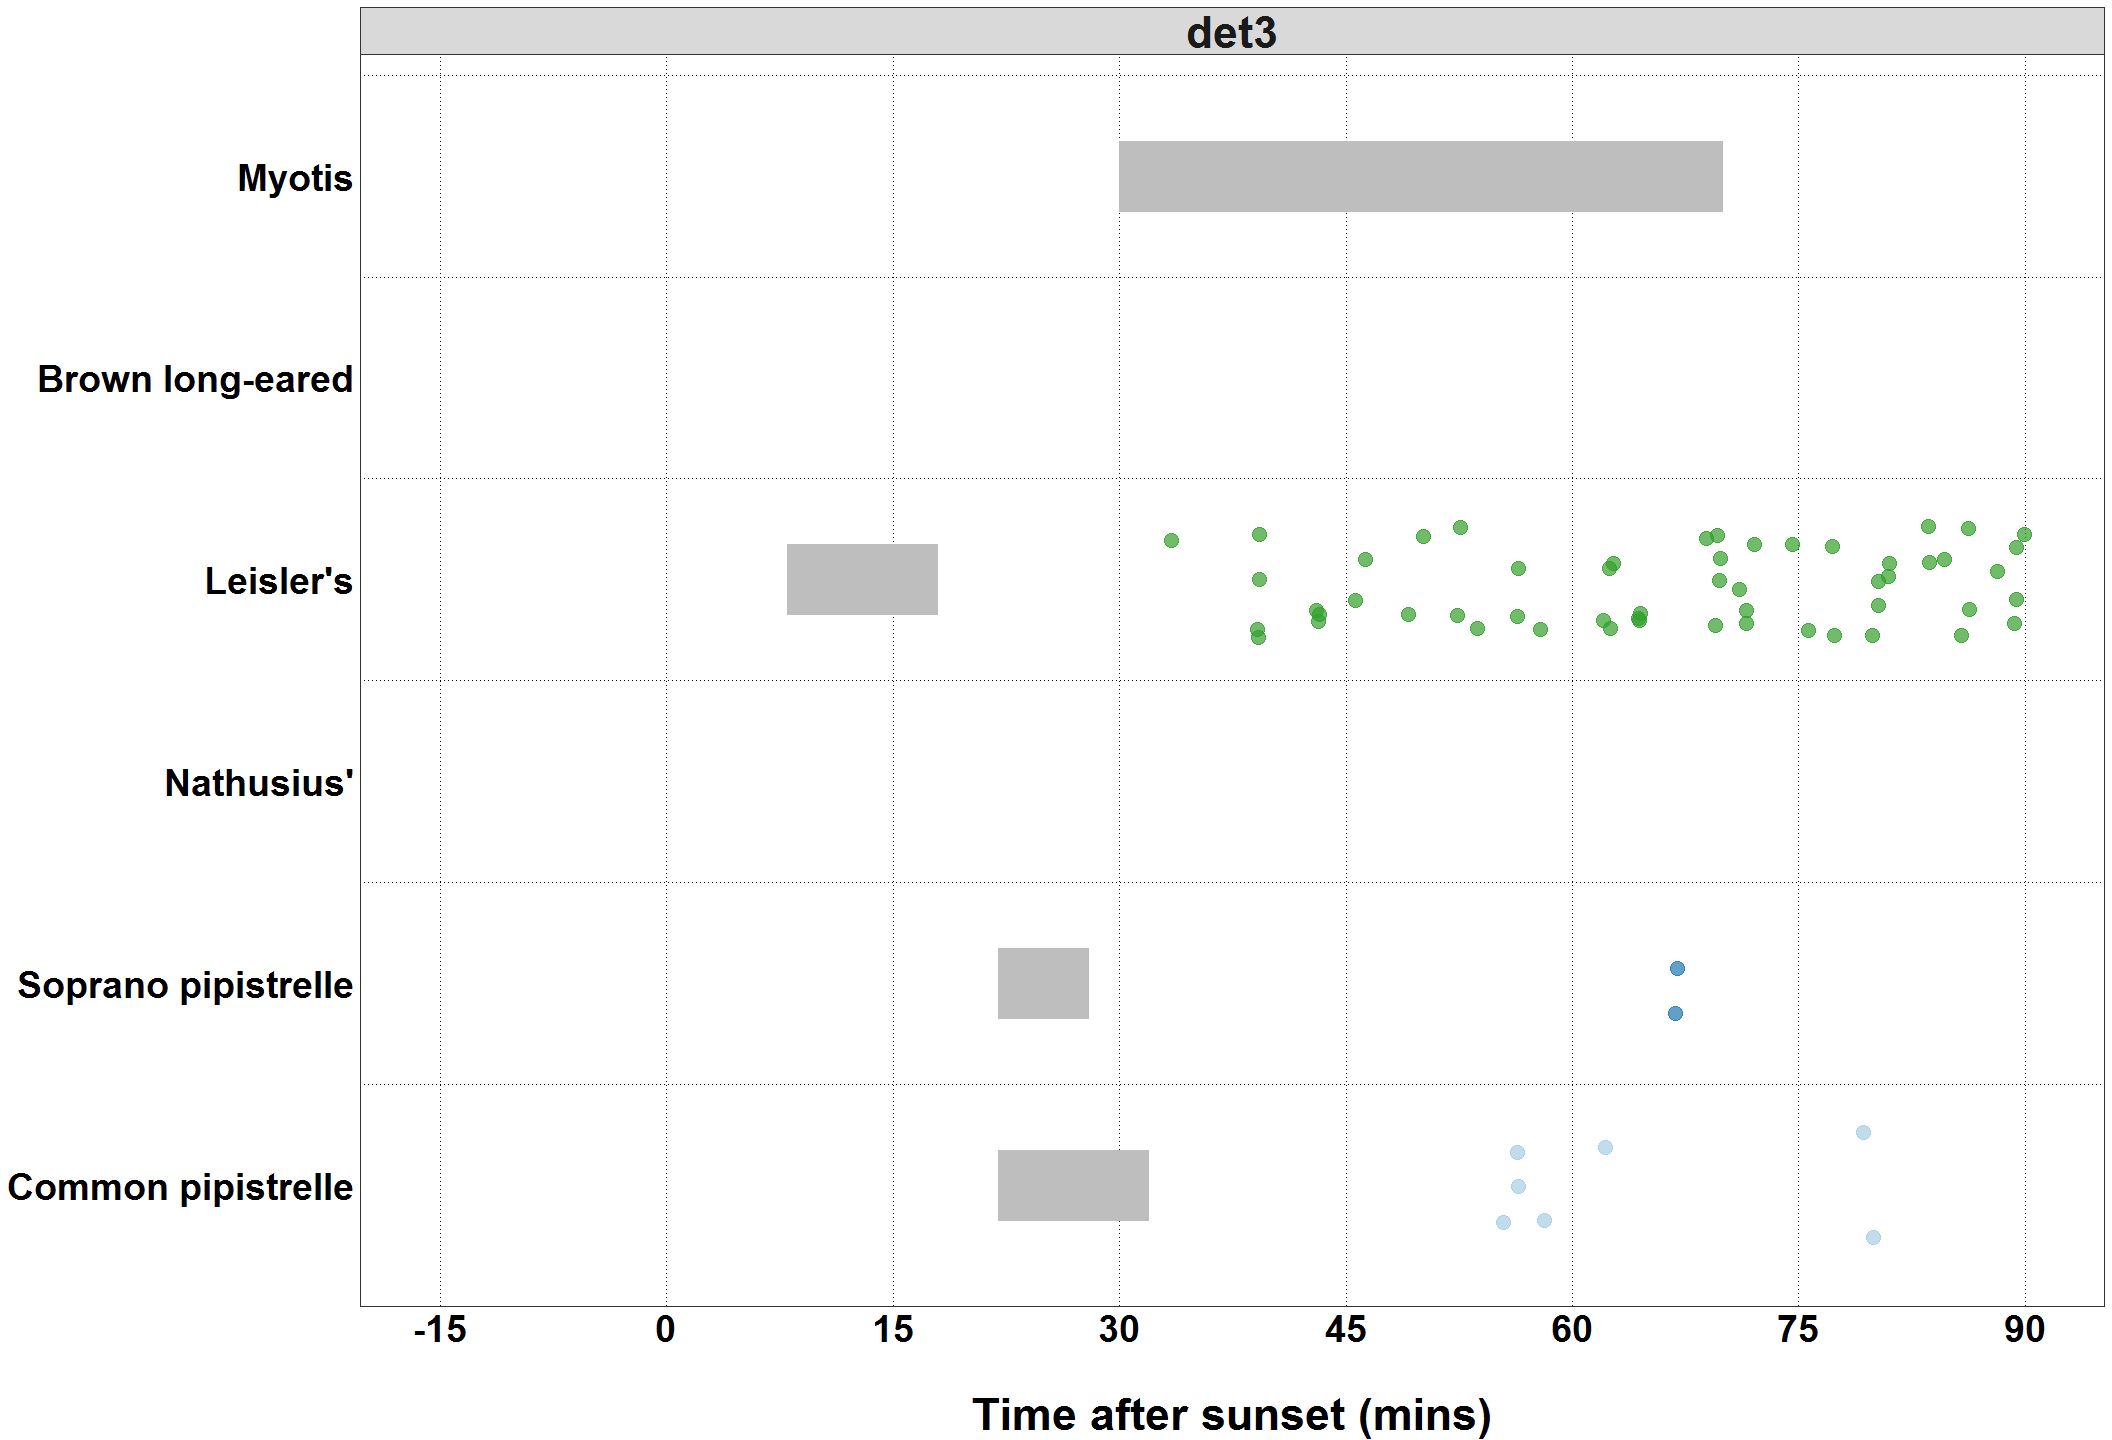 det3
Myotis
Brown long-eared
Leisler's
Nathusius'
Soprano pipistrelle
Common pipistrelle
-15 0 15 30 45 60 75 90
Time after sunset (mins)